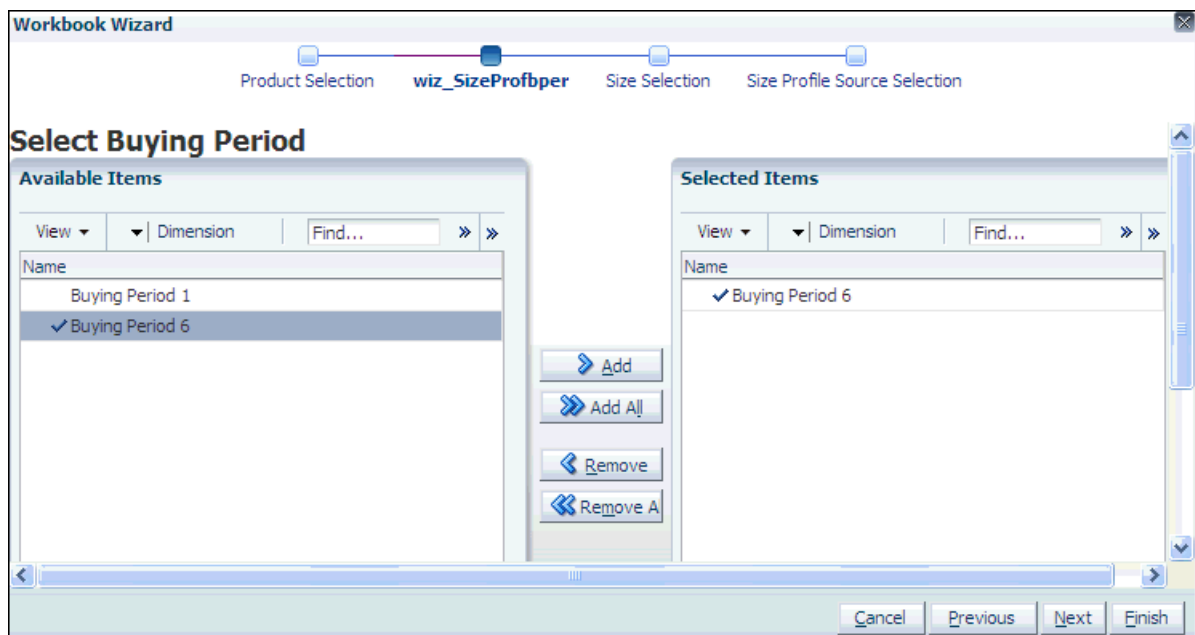 Workbook Wizard
Product Selection wiz_SizeProfbper Size Selection Size Profile Source Selection
Select Buying Period
Available Items
View Dimension Find...
Name
Buying Period 1
Buying Period 6
Add
Add All
Remove
Remove A
Selected Items
View Dimension Find...
Name
Buying Period 6
Cancel Previous Next Finish